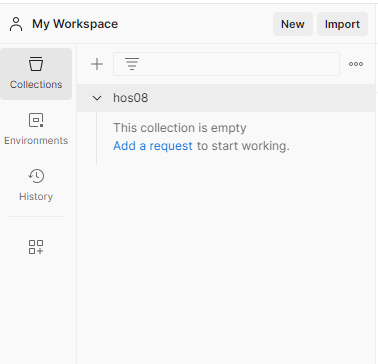 My Workspace
New
Import
Collections
Environments
History
hos08
This collection is empty
Add a request to start working.